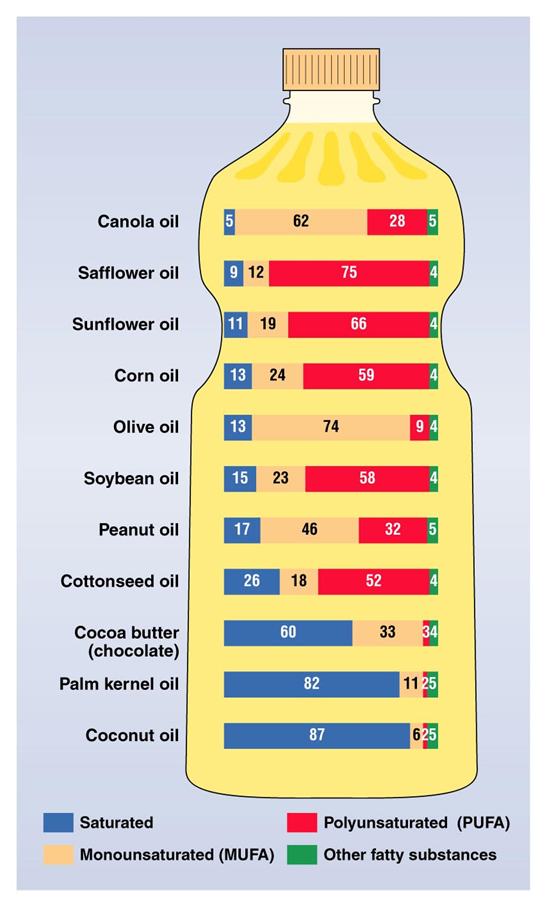 Canola oil 5 62 28 5
Safflower oil 9 12 75 4
Sunflower oil 11 19 66 4
Corn oil 13 24 59 4
Olive oil 13 74 9 4
Soybean oil 15 23 58 4
Peanut oil 17 46 32 5
Cottonseed oil 26 18 52 4
Cocoa butter 60 33 3 4
(chocolate)
Palm kernel oil 82 11 2 5
Coconut oil 87 6 2 5
Saturated Polyunsaturated (PUFA)
Monounsaturated (MUFA) Other fatty substances